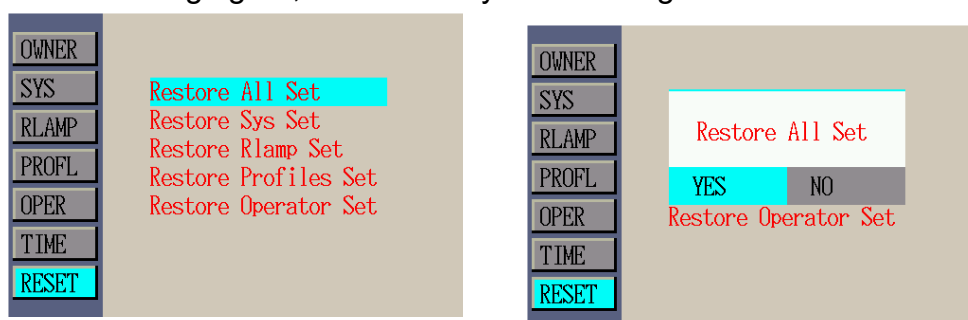 OWNER
SYS
RLAMP
PROFL
OPER
TIME
RESET
Restore All Set
Restore Sys Set
Restore Rlamp Set
Restore Profiles Set
Restore Operator Set
OWNER
SYS
RLAMP
PROFL
OPER
TIME
RESET
Restore All Set
YES NO
Restore Operator Set